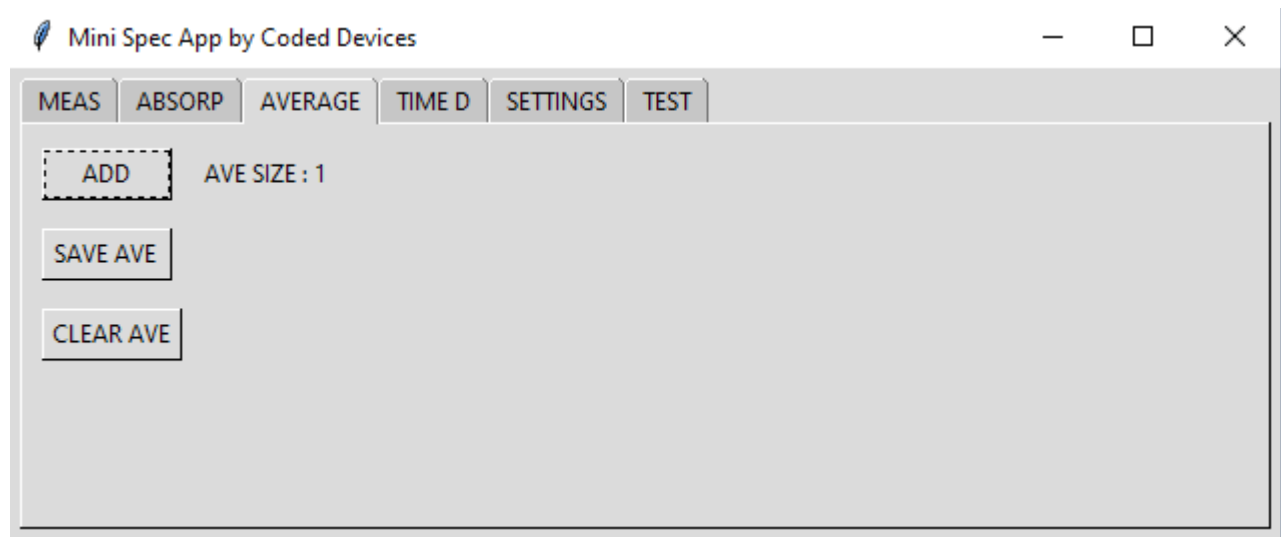 Mini Spec App by Coded Devices
MEAS ABSORP AVERAGE TIME D SETTINGS TEST
ADD AVE SIZE : 1
SAVE AVE
CLEAR AVE